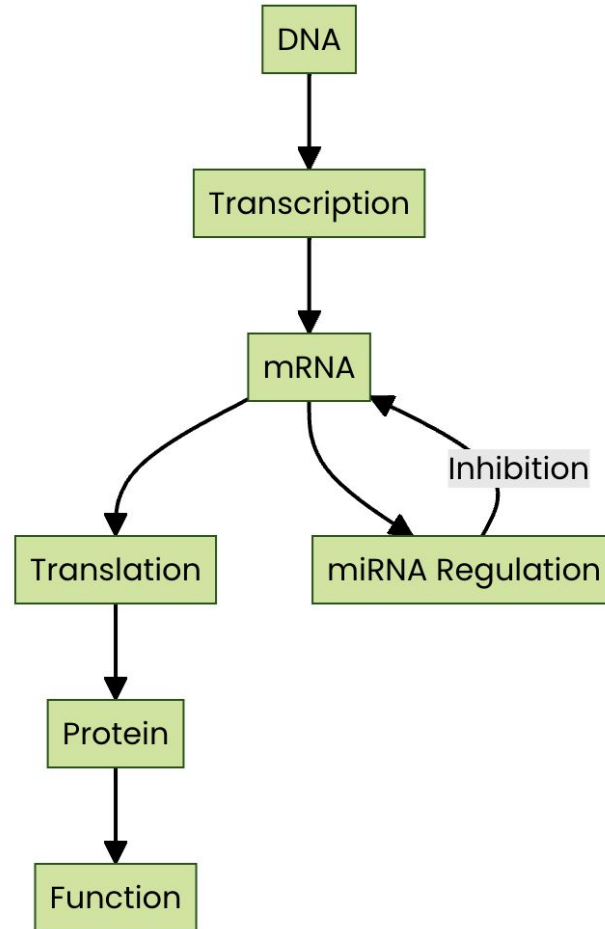 DNA
Transcription
mRNA
Inhibition
Translation
miRNA Regulation
Protein
Function